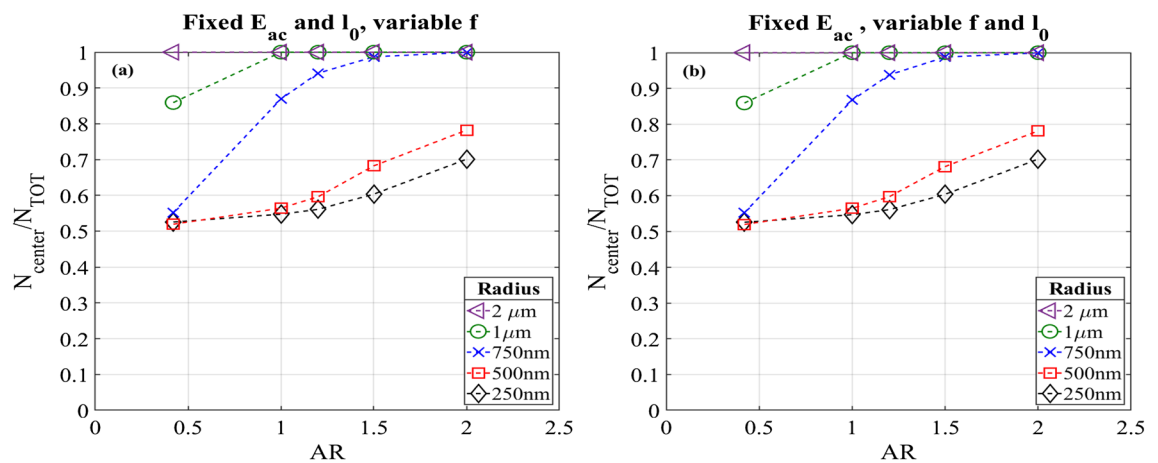 Fixed E_ac and l_0, variable f
(a)
1
0.9
0.8
0.7
0.6
0.5
0.4
0.3
0.2
0.1
0
N_center/N_TOT
0 0.5 1 1.5 2 2.5
AR
Radius
2 μm
1μm
750nm
500nm
250nm
Fixed E_ac , variable f and l_0
(b)
1
0.9
0.8
0.7
0.6
0.5
0.4
0.3
0.2
0.1
0
N_center/N_TOT
0 0.5 1 1.5 2 2.5
AR
Radius
2 μm
1μm
750nm
500nm
250nm